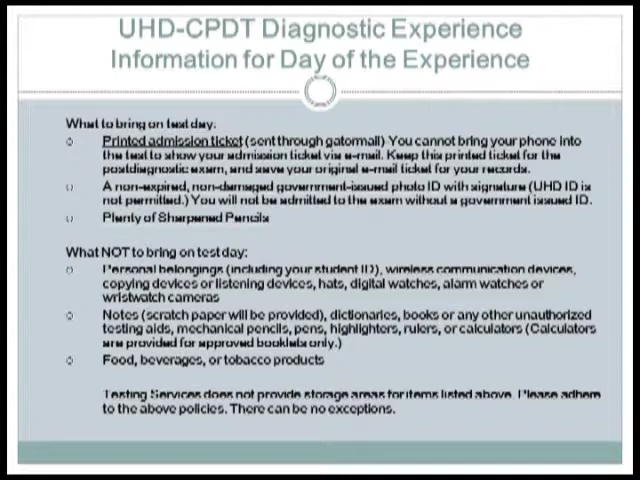 UHD-CPDT Diagnostic Experience
Information for Day of the Experience
What to bring on test day:
Printed admission ticket (sent through gatormail) You cannot bring your phone into
the test to show your admission ticket via e-mail. Keep this printed ticket for the
postdiagnostic exam, and save your original e-mail ticket for your records.
A non-expired, non-damaged government-issued photo ID with signature (UHD ID is
not permitted.) You will not be admitted to the exam without a government issued ID.
Plenty of Sharpened Pencils
What NOT to bring on test day:
Personal belongings (including your student ID), wireless communication devices,
copying devices or listening devices, hats, digital watches, alarm watches or
wristwatch cameras
Notes (scratch paper will be provided), dictionaries, books or any other unauthorized
testing aids, mechanical pencils, pens, highlighters, rulers, or calculators (Calculators
are provided for approved booklets only.)
Food, beverages, or tobacco products
Testing Services does not provide storage areas for items listed above. Please adhere
to the above policies. There can be no exceptions.